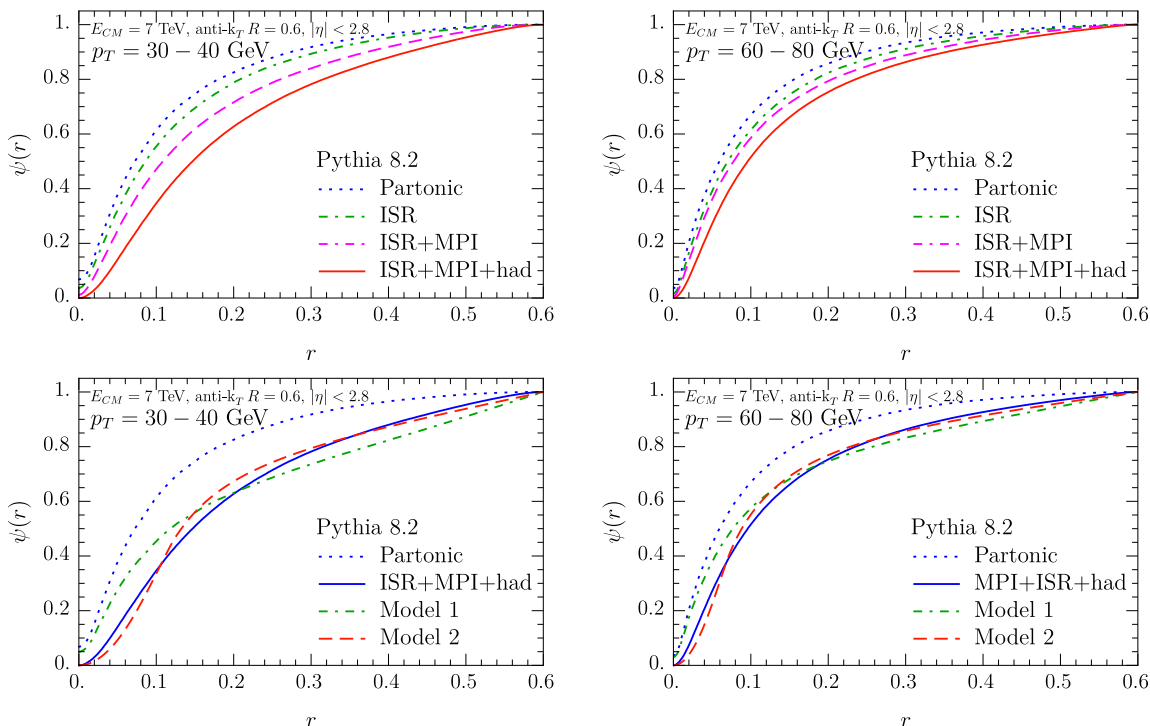 E_CM = 7 TeV, anti-k_T R = 0.6, |η| < 2.8
p_T = 30 − 40 GeV
1.
0.8
0.6
0.4
0.2
0.
ψ(r)
Pythia 8.2
Partonic
ISR
ISR+MPI
ISR+MPI+had
0. 0.1 0.2 0.3 0.4 0.5 0.6
r
E_CM = 7 TeV, anti-k_T R = 0.6, |η| < 2.8
p_T = 60 − 80 GeV
1.
0.8
0.6
0.4
0.2
0.
ψ(r)
Pythia 8.2
Partonic
ISR
ISR+MPI
ISR+MPI+had
0. 0.1 0.2 0.3 0.4 0.5 0.6
r
E_CM = 7 TeV, anti-k_T R = 0.6, |η| < 2.8
p_T = 30 − 40 GeV
1.
0.8
0.6
0.4
0.2
0.
ψ(r)
Pythia 8.2
Partonic
ISR+MPI+had
Model 1
Model 2
0. 0.1 0.2 0.3 0.4 0.5 0.6
r
E_CM = 7 TeV, anti-k_T R = 0.6, |η| < 2.8
p_T = 60 − 80 GeV
1.
0.8
0.6
0.4
0.2
0.
ψ(r)
Pythia 8.2
Partonic
MPI+ISR+had
Model 1
Model 2
0. 0.1 0.2 0.3 0.4 0.5 0.6
r